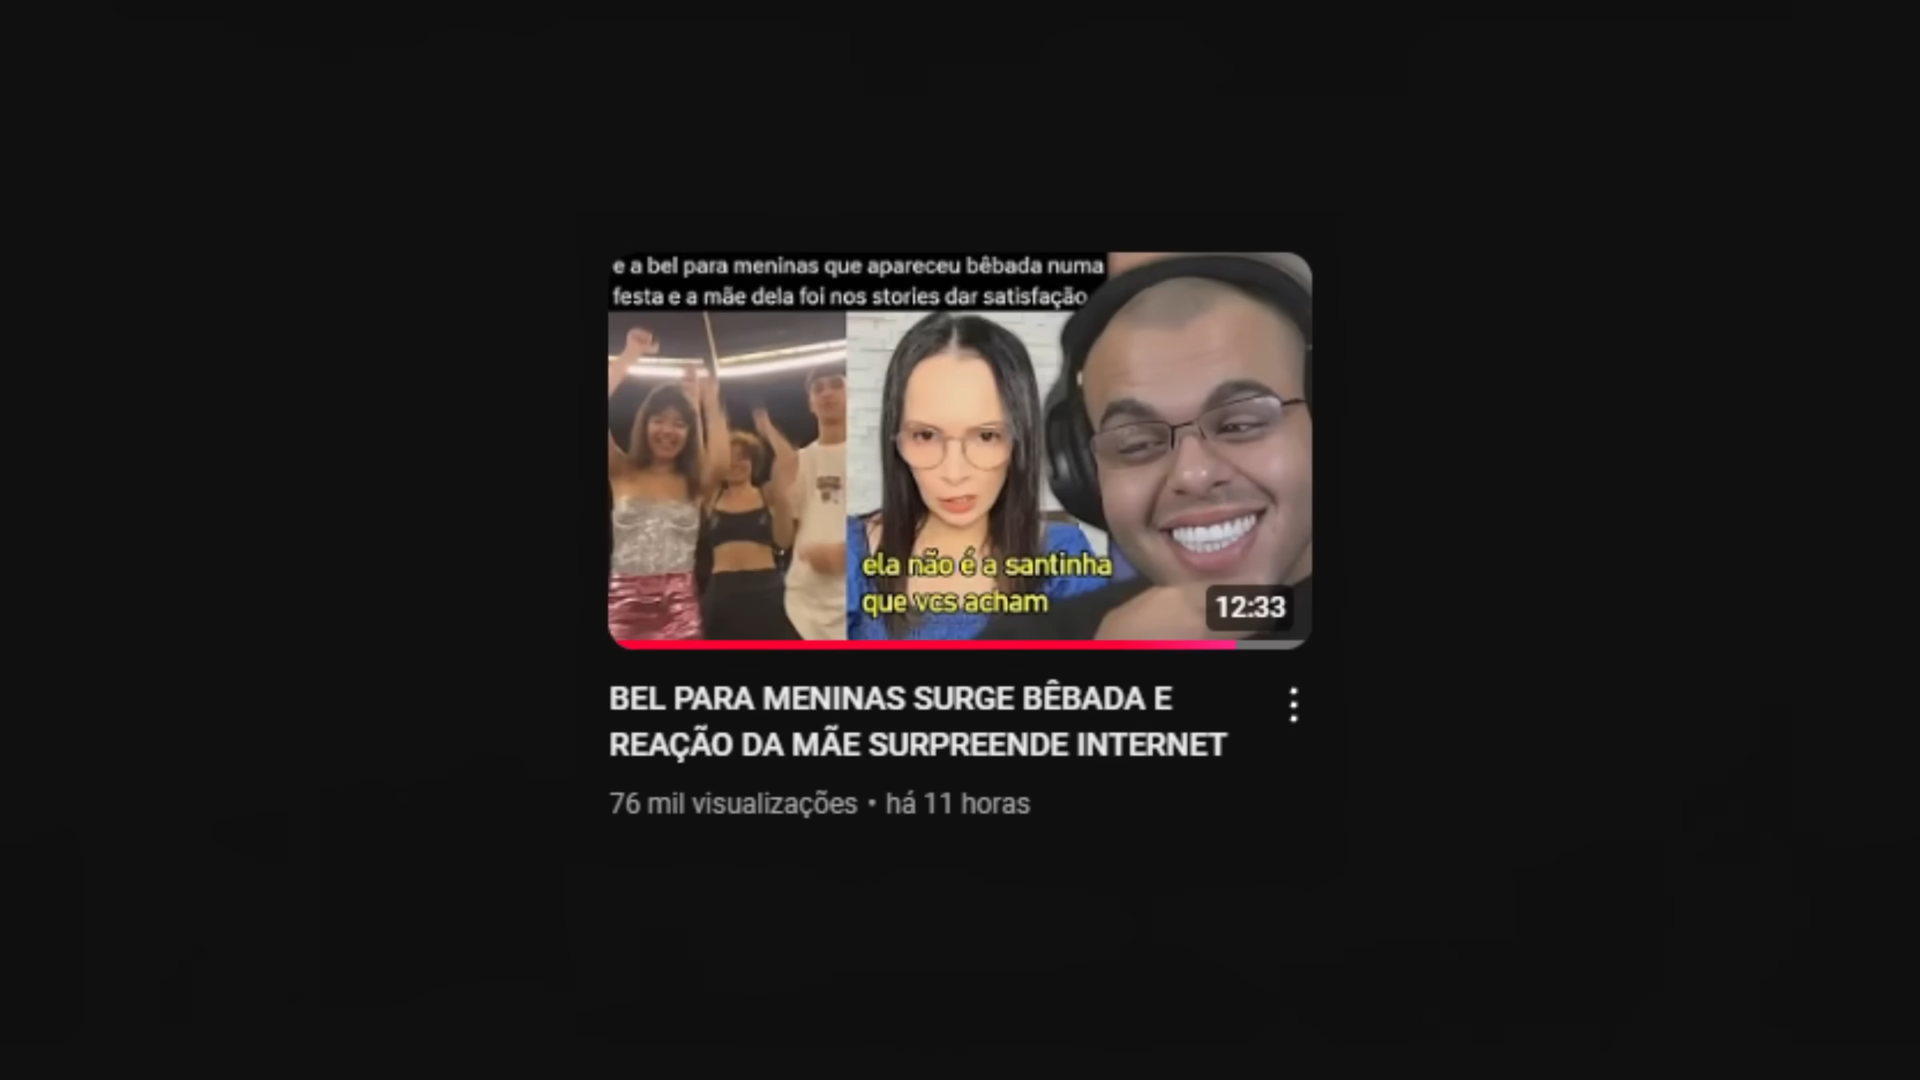 e a bel para meninas que apareceu bêbada numa
festa e a mãe dela foi nos stories dar satisfação
ela não é a santinha
que vcs acham
12:33
BEL PARA MENINAS SURGE BÊBADA E
REAÇÃO DA MÃE SURPREENDE INTERNET
76 mil visualizações • há 11 horas